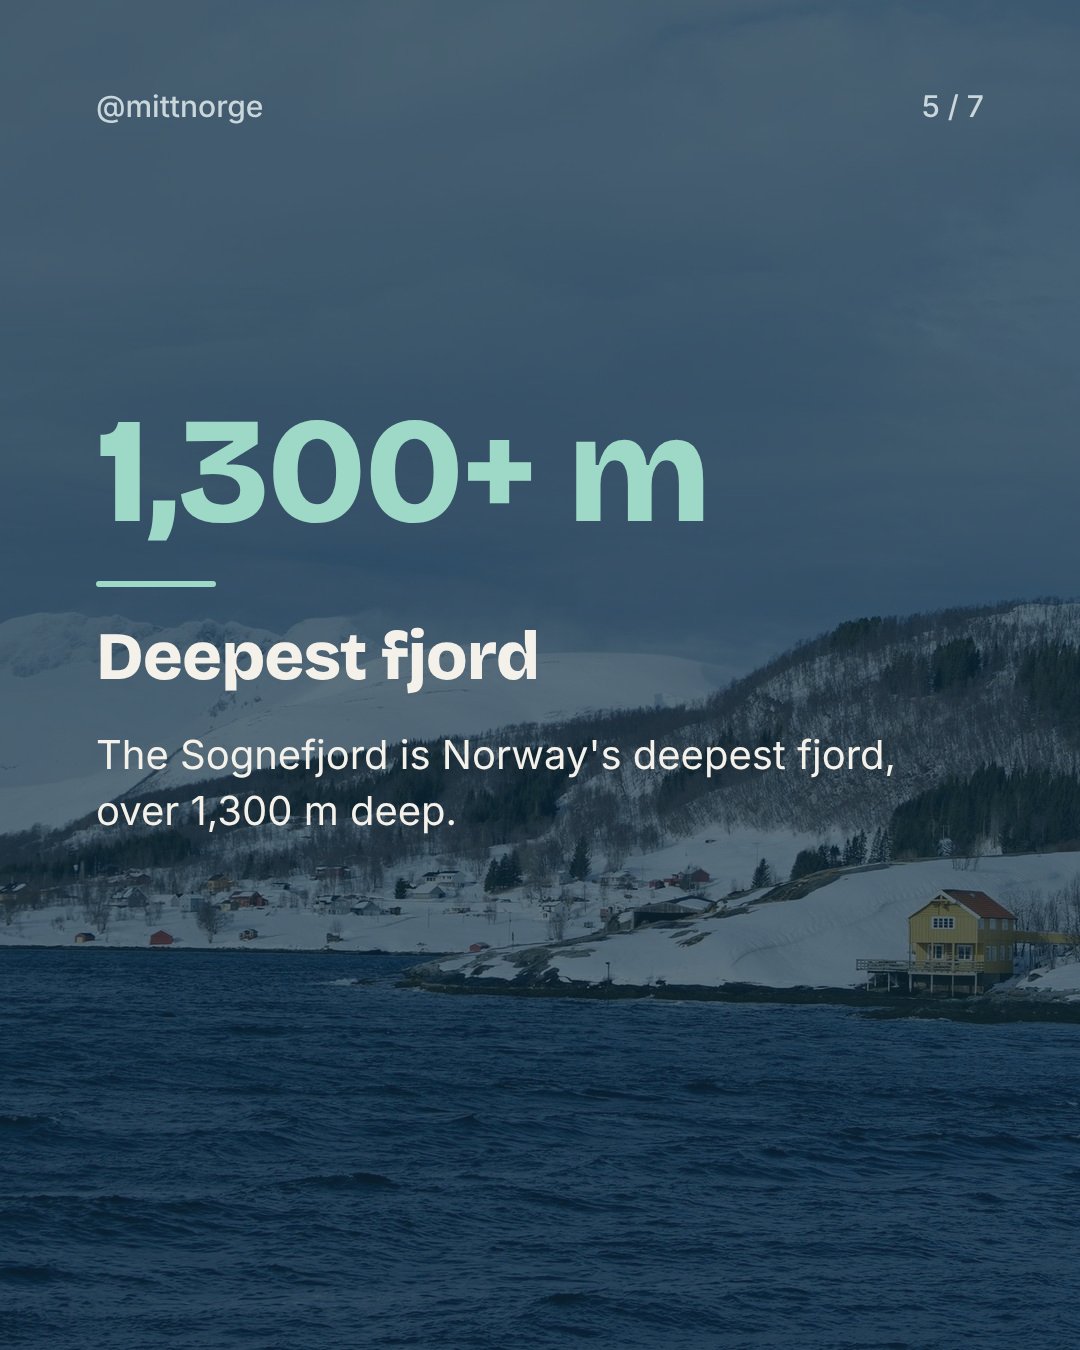 @mittnorge
5 / 7
1,300+ m
Deepest fjord
The Sognefjord is Norway's deepest fjord,
over 1,300 m deep.